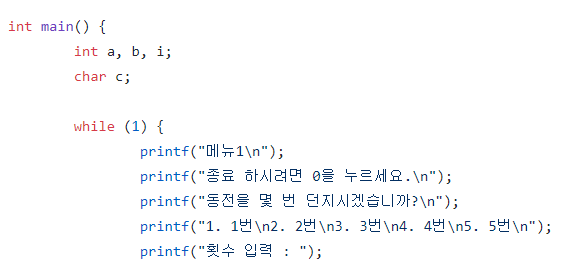 int main() {
int a, b, i;
char c;
while (1) {
printf("메뉴1\n");
printf("종료 하시려면 0을 누르세요.\n");
printf("동전을 몇 번 던지시겠습니까?\n");
printf("1. 1번\n2. 2번\n3. 3번\n4. 4번\n5. 5번\n");
printf("횟수 입력 : ");